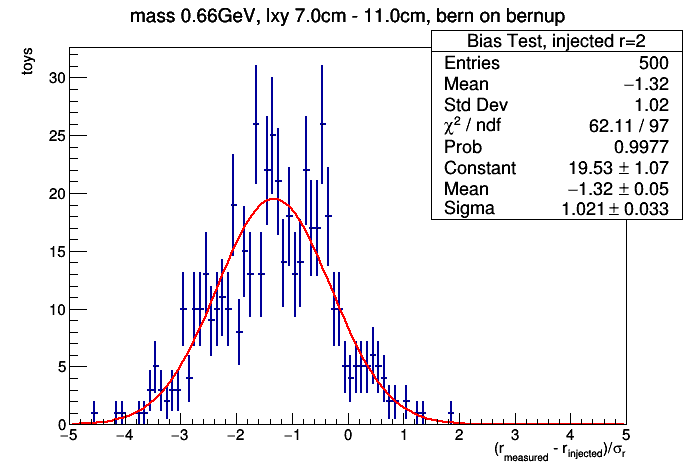 mass 0.66GeV, lxy 7.0cm - 11.0cm, bern on bernup
Bias Test, injected r=2
Entries 500
Mean −1.32
Std Dev 1.02
χ² / ndf 62.11 / 97
Prob 0.9977
Constant 19.53 ± 1.07
Mean −1.32 ± 0.05
Sigma 1.021 ± 0.033
toys
30
25
20
15
10
5
0
−5 −4 −3 −2 −1 0 1 2 3 4 5
(r_measured - r_injected)/σ_r